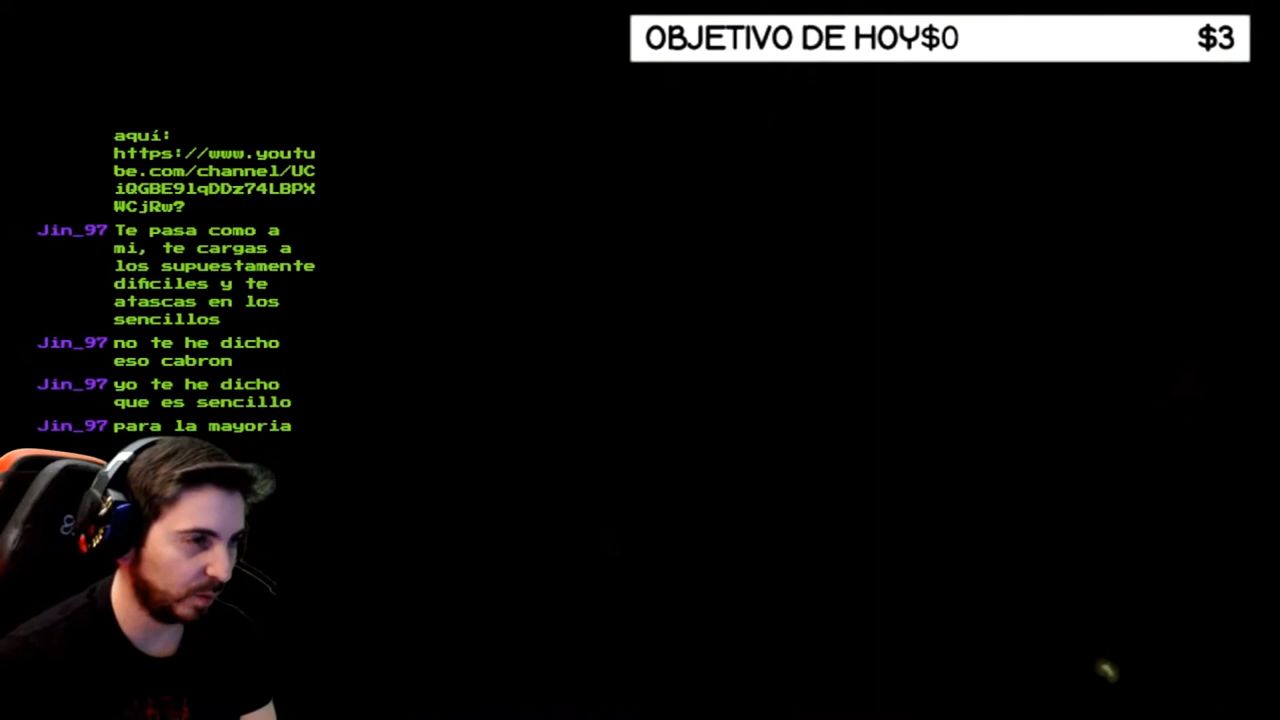 OBJETIVO DE HOY$0 $3
aquí:
https://www.youtu
be.com/channel/UC
iQGBE9lqDDz74LBPX
WCjRw?
Jin_97 Te pasa como a
mi, te cargas a
los supuestamente
dificiles y te
atascas en los
sencillos
Jin_97 no te he dicho
eso cabron
Jin_97 yo te he dicho
que es sencillo
Jin_97 para la mayoria